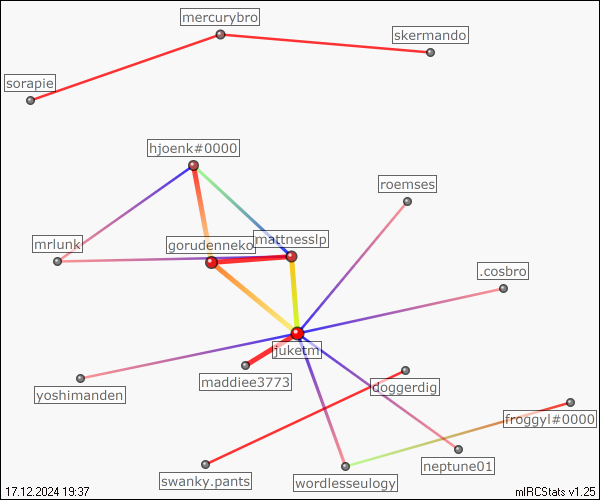 mercurybro
skermando
sorapie
hjoenk#0000
roemses
mrlunk
gorudenneko
mattnesslp
.cosbro
juketm
maddiee3773
yoshimanden
doggerdig
froggyl#0000
neptune01
swanky.pants
wordlesseulogy
17.12.2024 19:37
mIRCStats v1.25